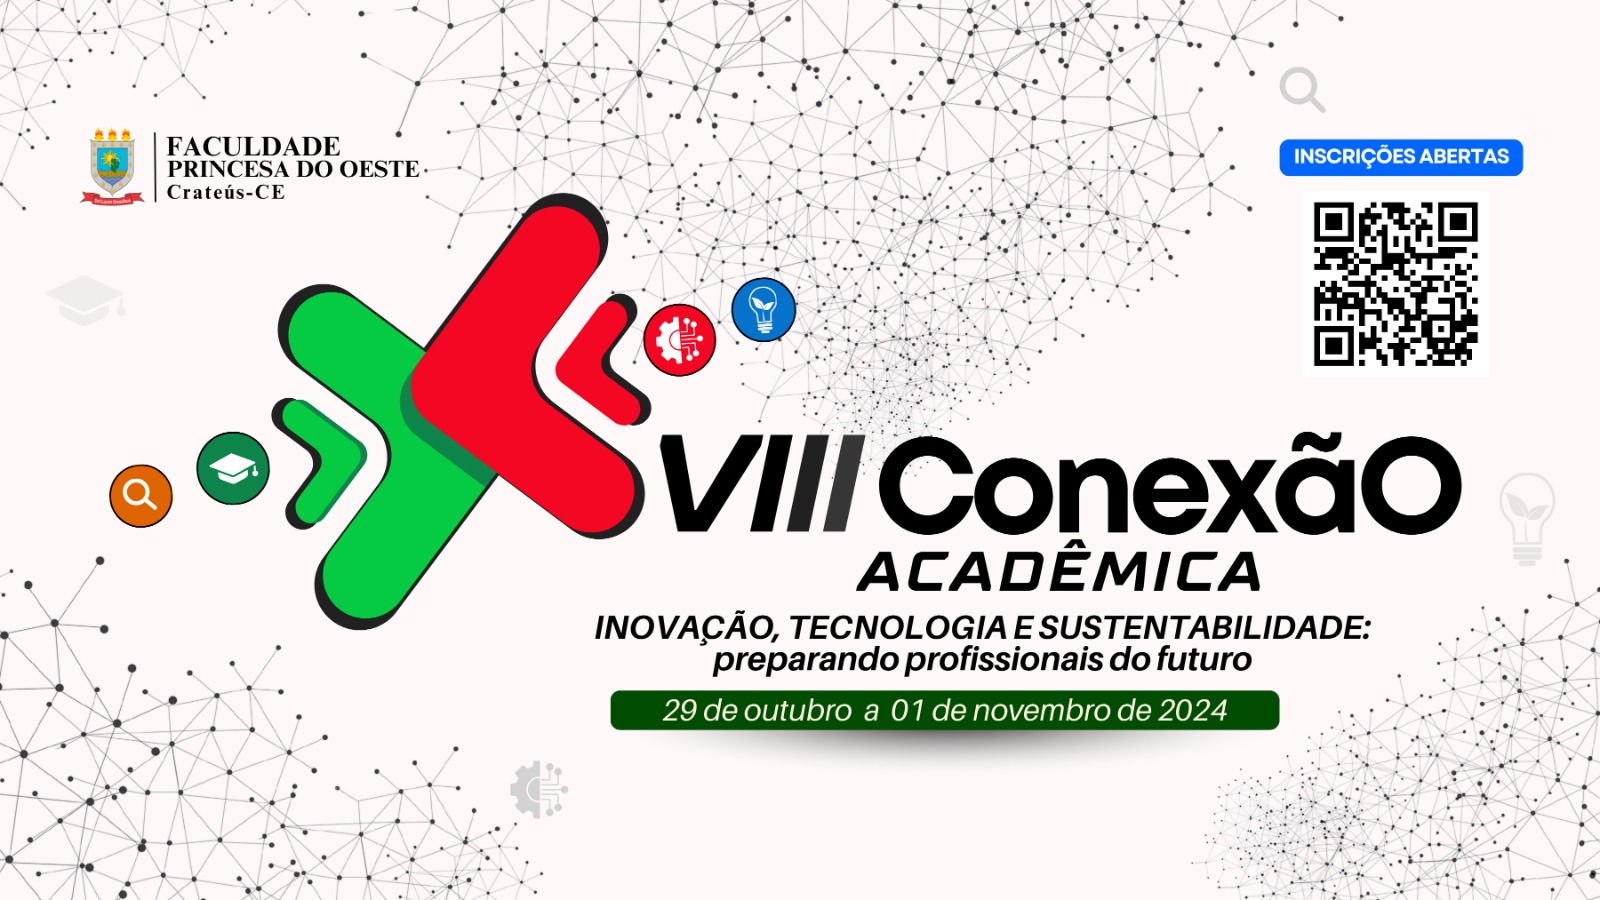 FACULDADE
PRINCESA DO OESTE
Crateús-CE
INSCRIÇÕES ABERTAS
VIII ConexãO
ACADÊMICA
INOVAÇÃO, TECNOLOGIA E SUSTENTABILIDADE:
preparando profissionais do futuro
29 de outubro a 01 de novembro de 2024